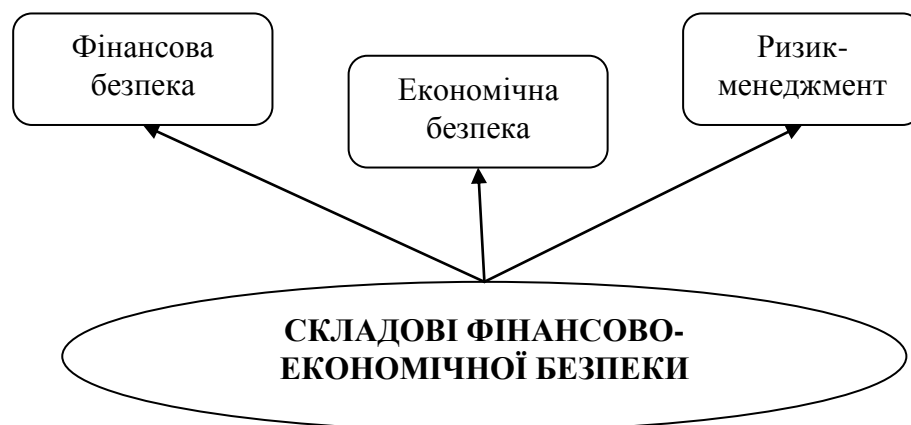 Фінансова
безпека
Економічна
безпека
Ризик-
менеджмент
СКЛАДОВІ ФІНАНСОВО-
ЕКОНОМІЧНОЇ БЕЗПЕКИ